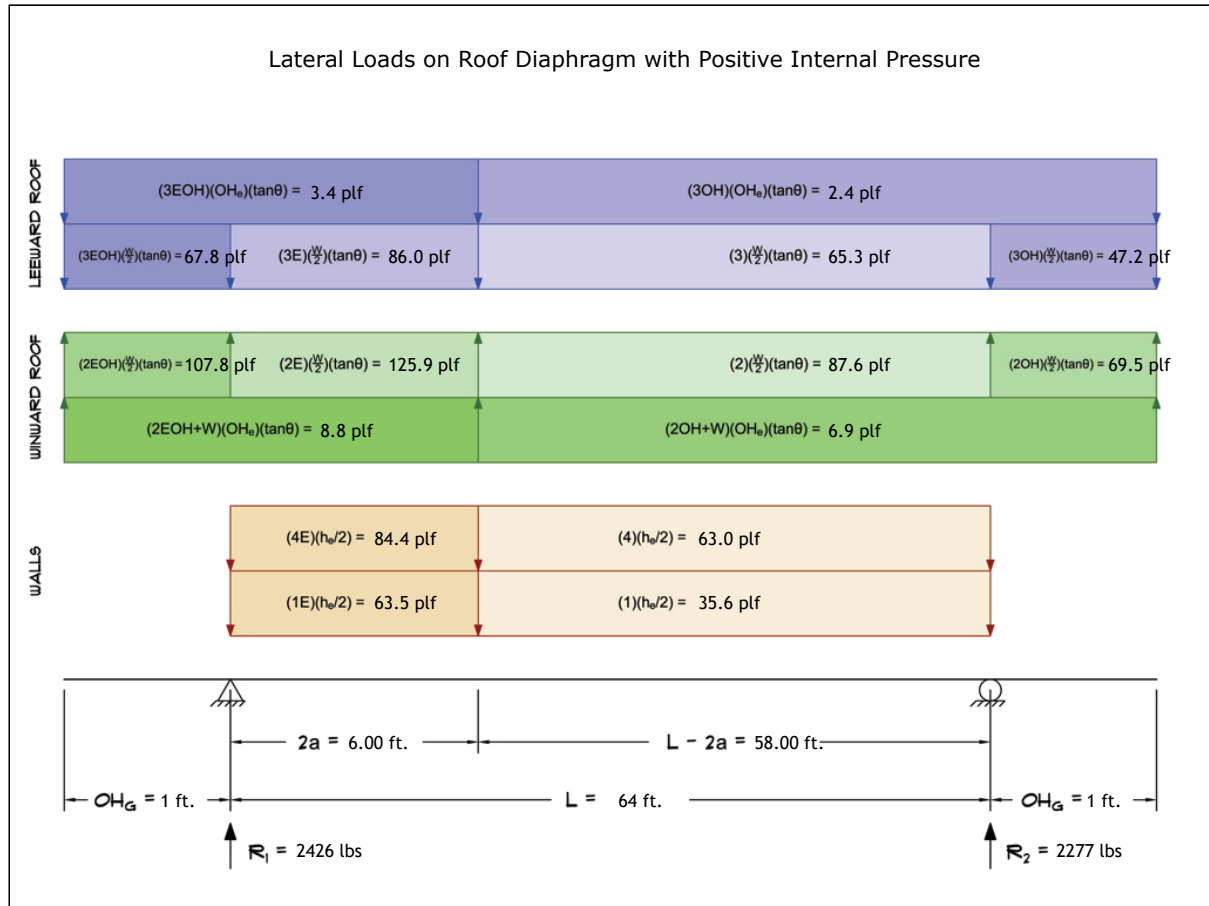 Lateral Loads on Roof Diaphragm with Positive Internal Pressure
LEEWARD ROOF
(3EOH)(OHₑ)(tanθ) = 3.4 plf
(3OH)(OHₑ)(tanθ) = 2.4 plf
(3EOH)(W/2)(tanθ) = 67.8 plf
(3E)(W/2)(tanθ) = 86.0 plf
(3)(W/2)(tanθ) = 65.3 plf
(3OH)(W/2)(tanθ) = 47.2 plf
WINWARD ROOF
(2EOH)(W/2)(tanθ) = 107.8 plf
(2E)(W/2)(tanθ) = 125.9 plf
(2)(W/2)(tanθ) = 87.6 plf
(2OH)(W/2)(tanθ) = 69.5 plf
(2EOH+W)(OHₑ)(tanθ) = 8.8 plf
(2OH+W)(OHₑ)(tanθ) = 6.9 plf
WALLS
(4E)(hₑ/2) = 84.4 plf
(4)(hₑ/2) = 63.0 plf
(1E)(hₑ/2) = 63.5 plf
(1)(hₑ/2) = 35.6 plf
2a = 6.00 ft.
L - 2a = 58.00 ft.
OH_G = 1 ft.
L = 64 ft.
OH_G = 1 ft.
R₁ = 2426 lbs
R₂ = 2277 lbs